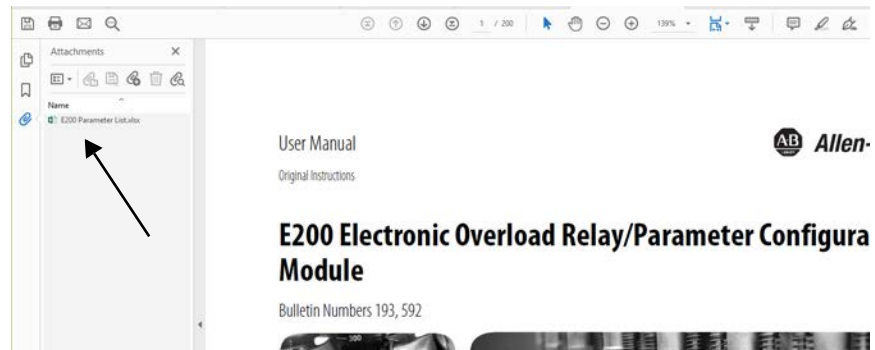 1 / 200
139%
Attachments
Name
E200 Parameter List.xlsx
User Manual
AB Allen-
Original Instructions
E200 Electronic Overload Relay/Parameter Configura
Module
Bulletin Numbers 193, 592
300